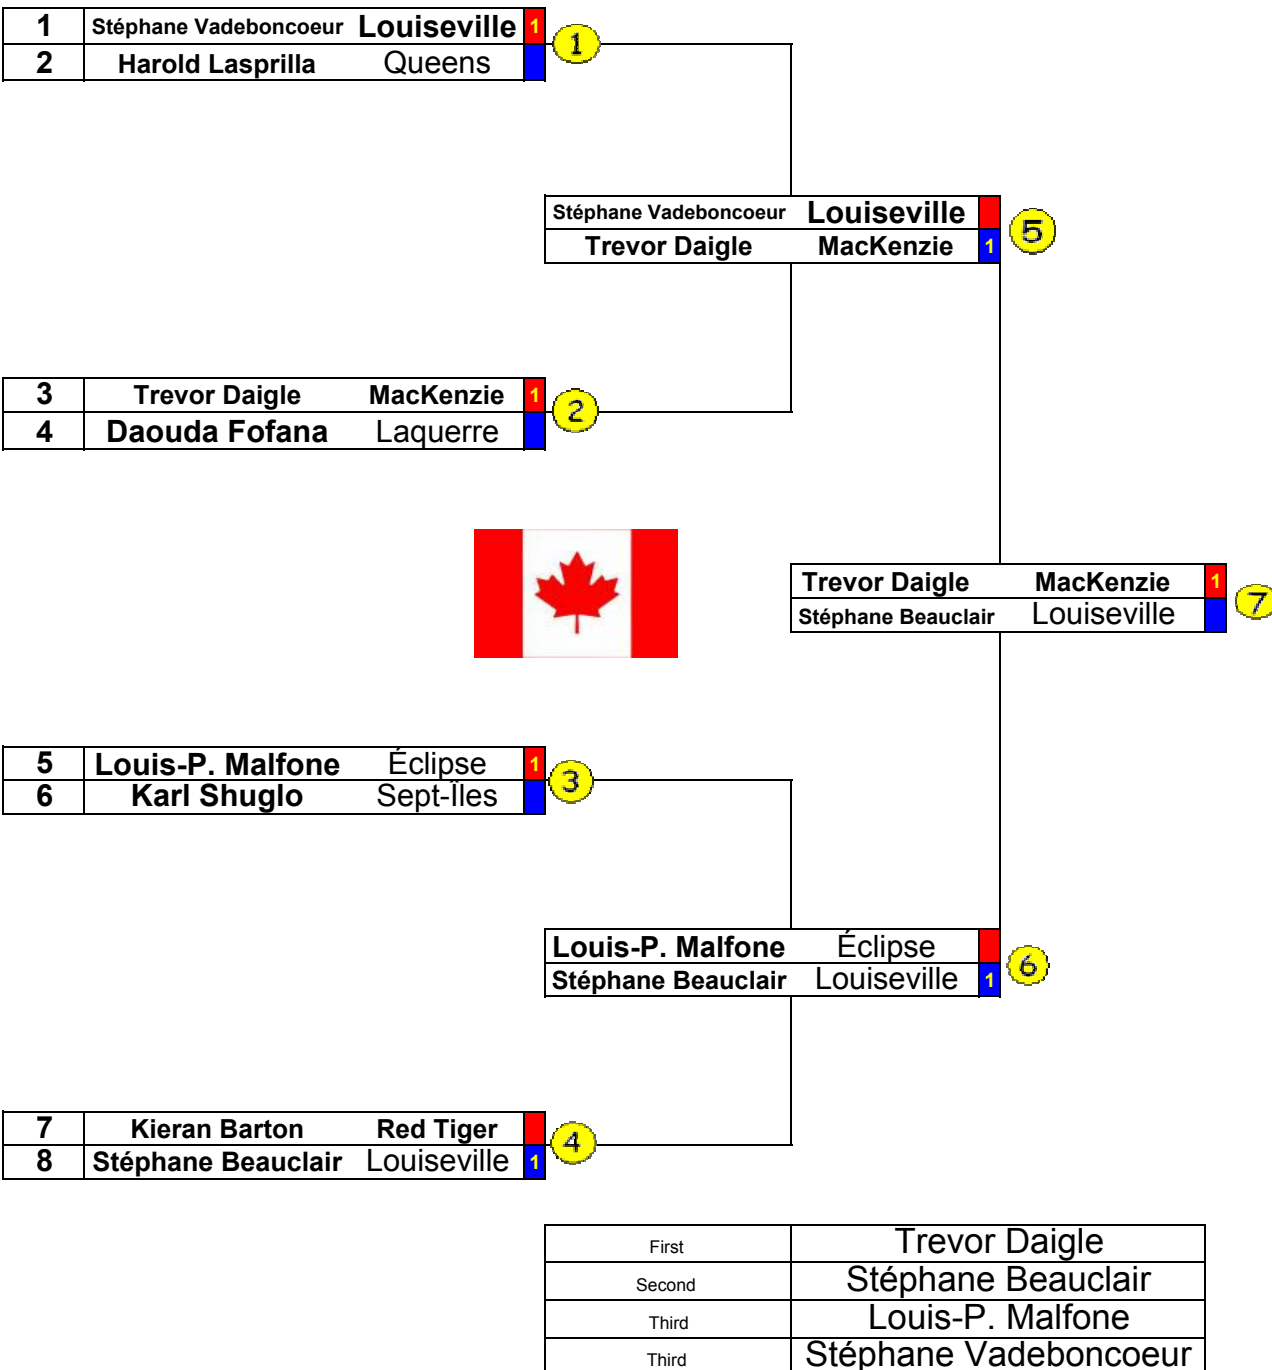 1 Stéphane Vadeboncoeur Louiseville 1
1
2 Harold Lasprilla Queens
Stéphane Vadeboncoeur Louiseville
5
Trevor Daigle MacKenzie 1
3 Trevor Daigle MacKenzie 1
2
4 Daouda Fofana Laquerre
Trevor Daigle MacKenzie 1
7
Stéphane Beauclair Louiseville
5 Louis-P. Malfone Éclipse 1
3
6 Karl Shuglo Sept-Îles
Louis-P. Malfone Éclipse
6
Stéphane Beauclair Louiseville 1
7 Kieran Barton Red Tiger
4
8 Stéphane Beauclair Louiseville 1
First Trevor Daigle
Second Stéphane Beauclair
Third Louis-P. Malfone
Third Stéphane Vadeboncoeur